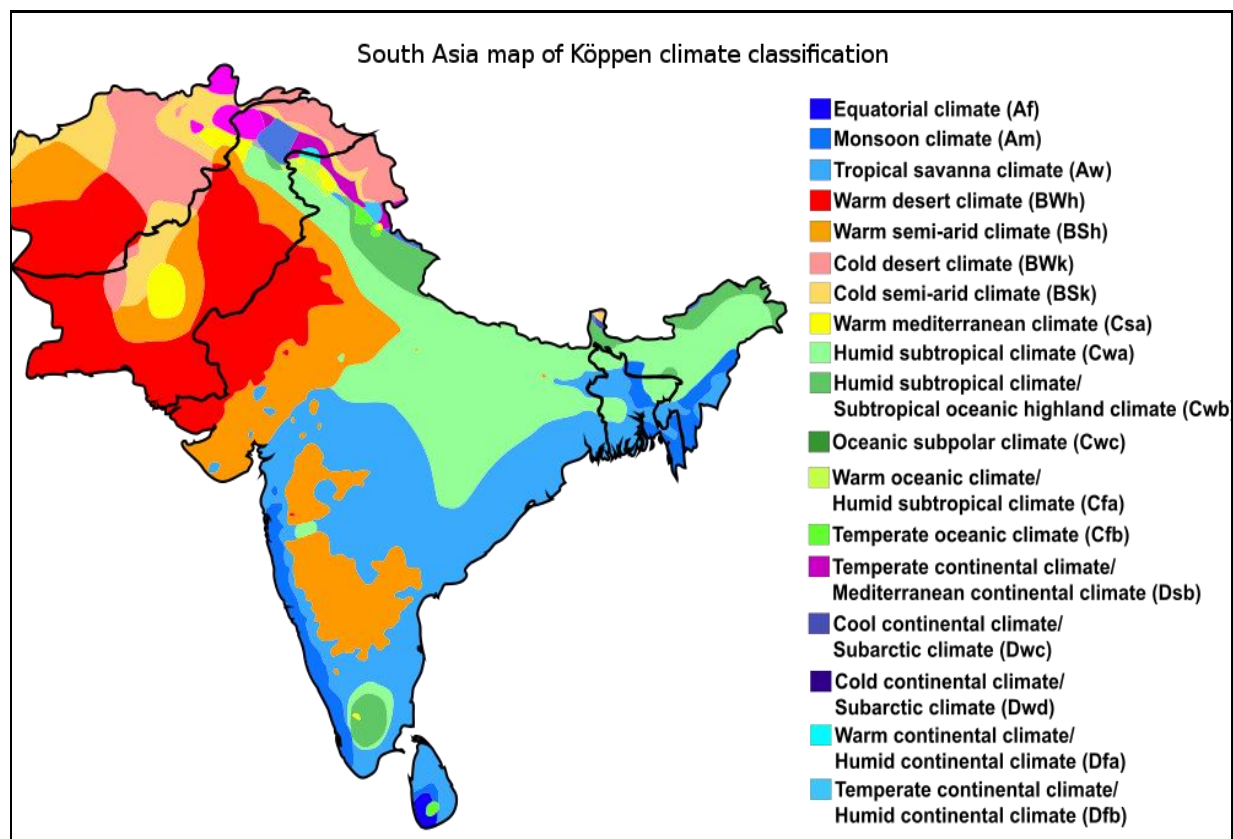 South Asia map of Köppen climate classification
Equatorial climate (Af)
Monsoon climate (Am)
Tropical savanna climate (Aw)
Warm desert climate (BWh)
Warm semi-arid climate (BSh)
Cold desert climate (BWk)
Cold semi-arid climate (BSk)
Warm mediterranean climate (Csa)
Humid subtropical climate (Cwa)
Humid subtropical climate/
Subtropical oceanic highland climate (Cwb)
Oceanic subpolar climate (Cwc)
Warm oceanic climate/
Humid subtropical climate (Cfa)
Temperate oceanic climate (Cfb)
Temperate continental climate/
Mediterranean continental climate (Dsb)
Cool continental climate/
Subarctic climate (Dwc)
Cold continental climate/
Subarctic climate (Dwd)
Warm continental climate/
Humid continental climate (Dfa)
Temperate continental climate/
Humid continental climate (Dfb)